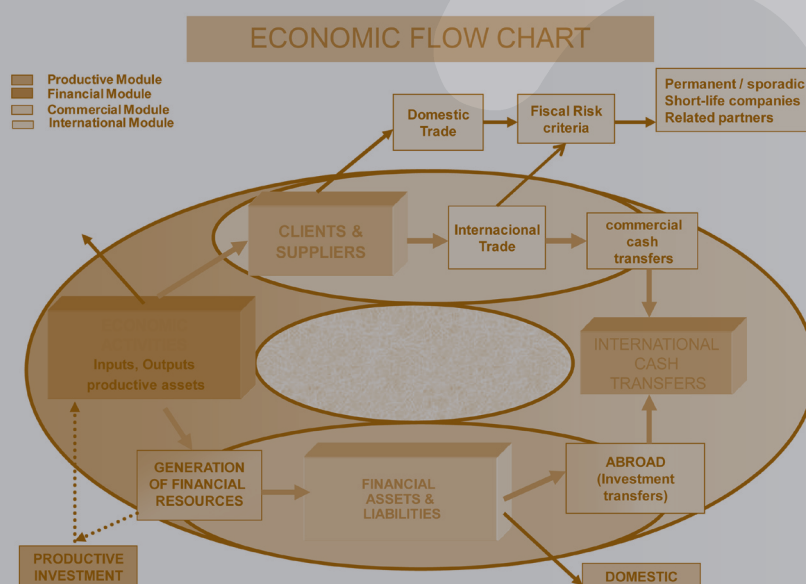 ECONOMIC FLOW CHART
Productive Module
Financial Module
Commercial Module
International Module
Domestic
Trade
Fiscal Risk
criteria
Permanent / sporadic
Short-life companies
Related partners
CLIENTS &
SUPPLIERS
Internacional
Trade
commercial
cash
transfers
ACTIVITIES
Inputs, Outputs
productive assets
INTERNATIONAL
CASH
TRANSFERS
GENERATION
OF FINANCIAL
RESOURCES
FINANCIAL
ASSETS &
LIABILITIES
ABROAD
(Investment
transfers)
PRODUCTIVE
INVESTMENT
DOMESTIC